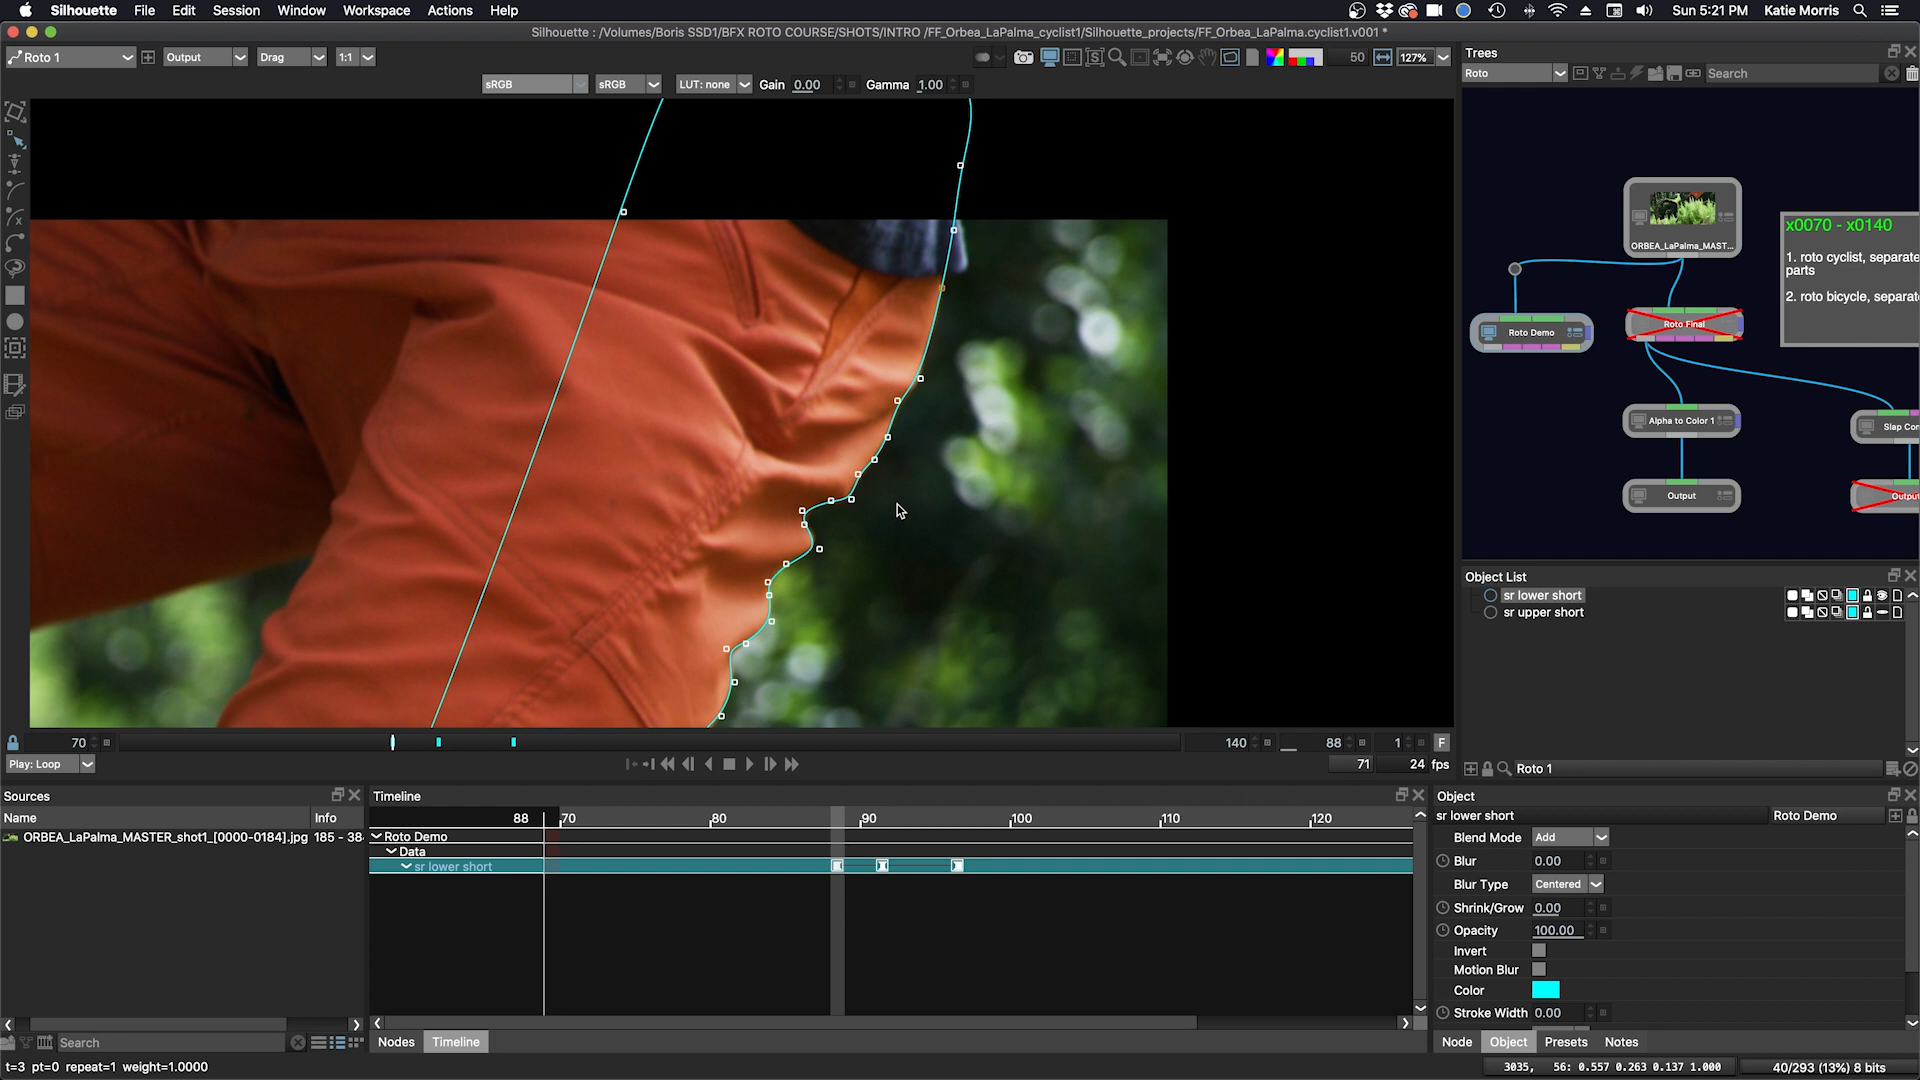 Silhouette File Edit Session Window Workspace Actions Help Sun 5:21 PM Katie Morris
Silhouette : /Volumes/Boris SSD1/BFX ROTO COURSE/SHOTS/INTRO /FF_Orbea_LaPalma_cyclist1/Silhouette_projects/FF_Orbea_LaPalma.cyclist1.v001 *
Roto 1 Output Drag 1:1 50 127%
sRGB sRGB LUT: none Gain 0.00 Gamma 1.00
Trees
Roto Search
ORBEA_LaPalma_MAST...
x0070 - x0140
1. roto cyclist, separate
parts
2. roto bicycle, separat
Roto Demo
Roto Final
Alpha to Color 1
Slap Con
Output
Output
Object List
sr lower short
sr upper short
Roto 1
70 140 88 1 F
Play: Loop 71 24 fps
Sources
Name Info
ORBEA_LaPalma_MASTER_shot1_[0000-0184].jpg 185 - 38
Search
Timeline
88 70 80 90 100 110 120
Roto Demo
Data
sr lower short
Nodes Timeline
Object
sr lower short Roto Demo
Blend Mode Add
Blur 0.00
Blur Type Centered
Shrink/Grow 0.00
Opacity 100.00
Invert
Motion Blur
Color
Stroke Width 0.00
Node Object Presets Notes
t=3 pt=0 repeat=1 weight=1.0000
3035, 56: 0.557 0.263 0.137 1.000 40/293 (13%) 8 bits